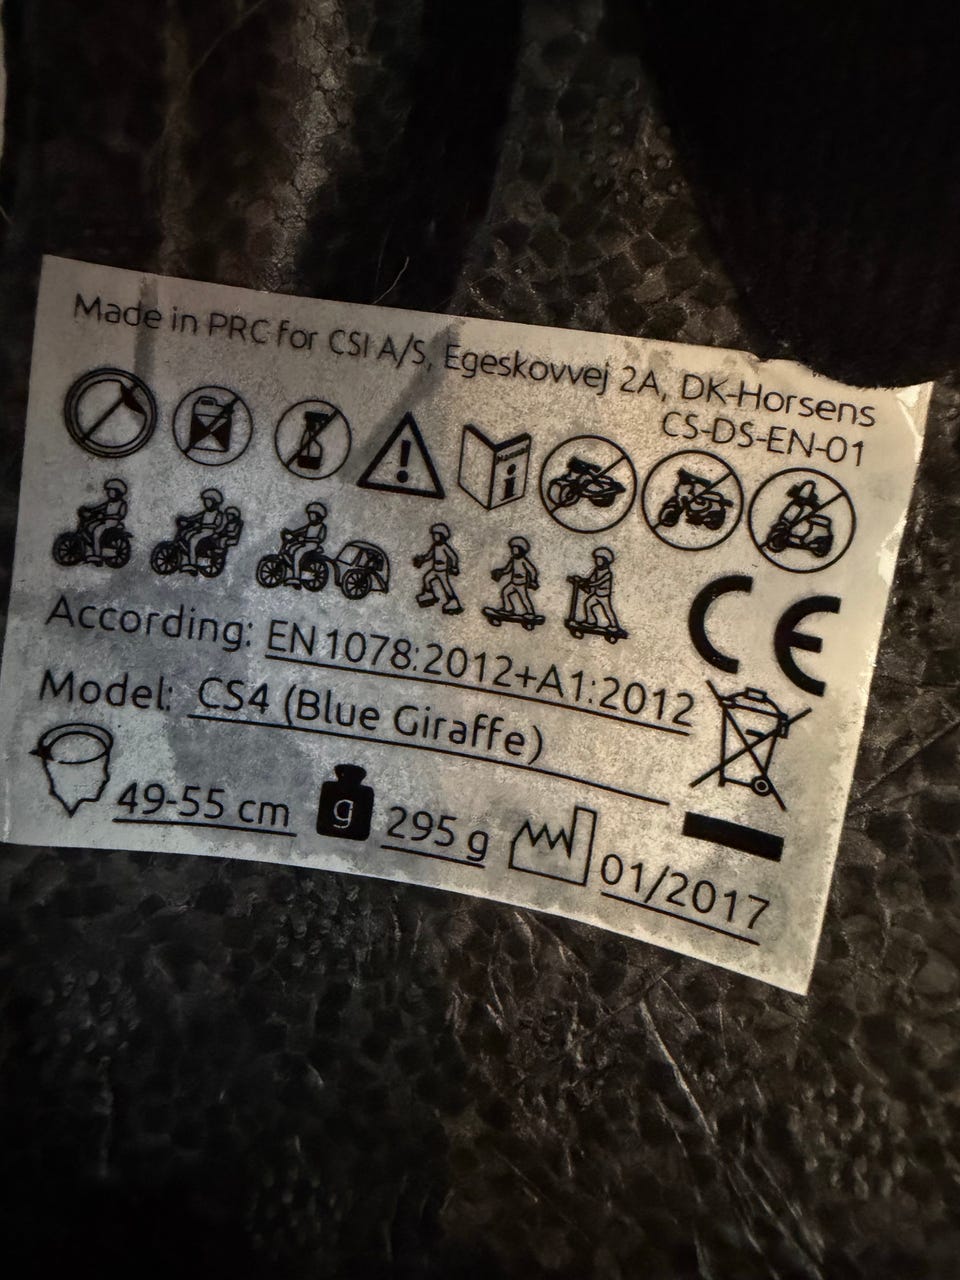 Made in PRC for CSI A/S, Egeskovvej 2A, DK-Horsens
CS-DS-EN-01
According: EN 1078:2012+A1:2012
Model: CS4 (Blue Giraffe)
49-55 cm g 295 g 01/2017